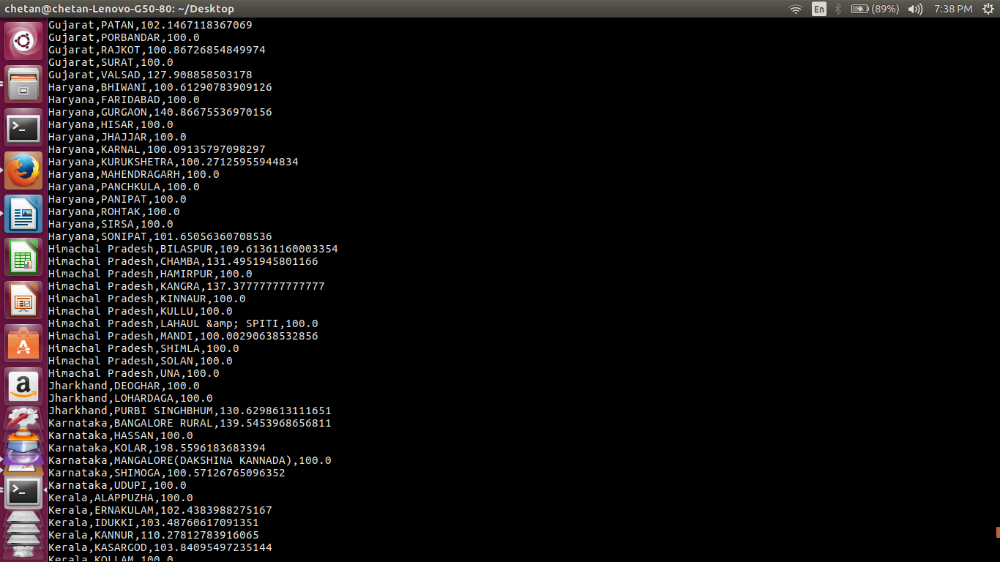 chetan@chetan-Lenovo-G50-80: ~/Desktop
En
(89%)
7:38 PM
Gujarat,PATAN,102.1467118367069
Gujarat,PORBANDAR,100.0
Gujarat,RAJKOT,100.86726854849974
Gujarat,SURAT,100.0
Gujarat,VALSAD,127.908858503178
Haryana,BHIWANI,100.61290783909126
Haryana,FARIDABAD,100.0
Haryana,GURGAON,140.86675536970156
Haryana,HISAR,100.0
Haryana,JHAJJAR,100.0
Haryana,KARNAL,100.09135797098297
Haryana,KURUKSHETRA,100.27125955944834
Haryana,MAHENDRAGARH,100.0
Haryana,PANCHKULA,100.0
Haryana,PANIPAT,100.0
Haryana,ROHTAK,100.0
Haryana,SIRSA,100.0
Haryana,SONIPAT,101.65056360708536
Himachal Pradesh,BILASPUR,109.61361160003354
Himachal Pradesh,CHAMBA,131.4951945801166
Himachal Pradesh,HAMIRPUR,100.0
Himachal Pradesh,KANGRA,137.37777777777777
Himachal Pradesh,KINNAUR,100.0
Himachal Pradesh,KULLU,100.0
Himachal Pradesh,LAHAUL &amp; SPITI,100.0
Himachal Pradesh,MANDI,100.00290638532856
Himachal Pradesh,SHIMLA,100.0
Himachal Pradesh,SOLAN,100.0
Himachal Pradesh,UNA,100.0
Jharkhand,DEOGHAR,100.0
Jharkhand,LOHARDAGA,100.0
Jharkhand,PURBI SINGHBHUM,130.6298613111651
Karnataka,BANGALORE RURAL,139.5453968656811
Karnataka,HASSAN,100.0
Karnataka,KOLAR,198.5596183683394
Karnataka,MANGALORE(DAKSHINA KANNADA),100.0
Karnataka,SHIMOGA,100.57126765096352
Karnataka,UDUPI,100.0
Kerala,ALAPPUZHA,100.0
Kerala,ERNAKULAM,102.4383988275167
Kerala,IDUKKI,103.48760617091351
Kerala,KANNUR,110.27812783916065
Kerala,KASARGOD,103.84095497235144
Kerala,KOLLAM,100.0